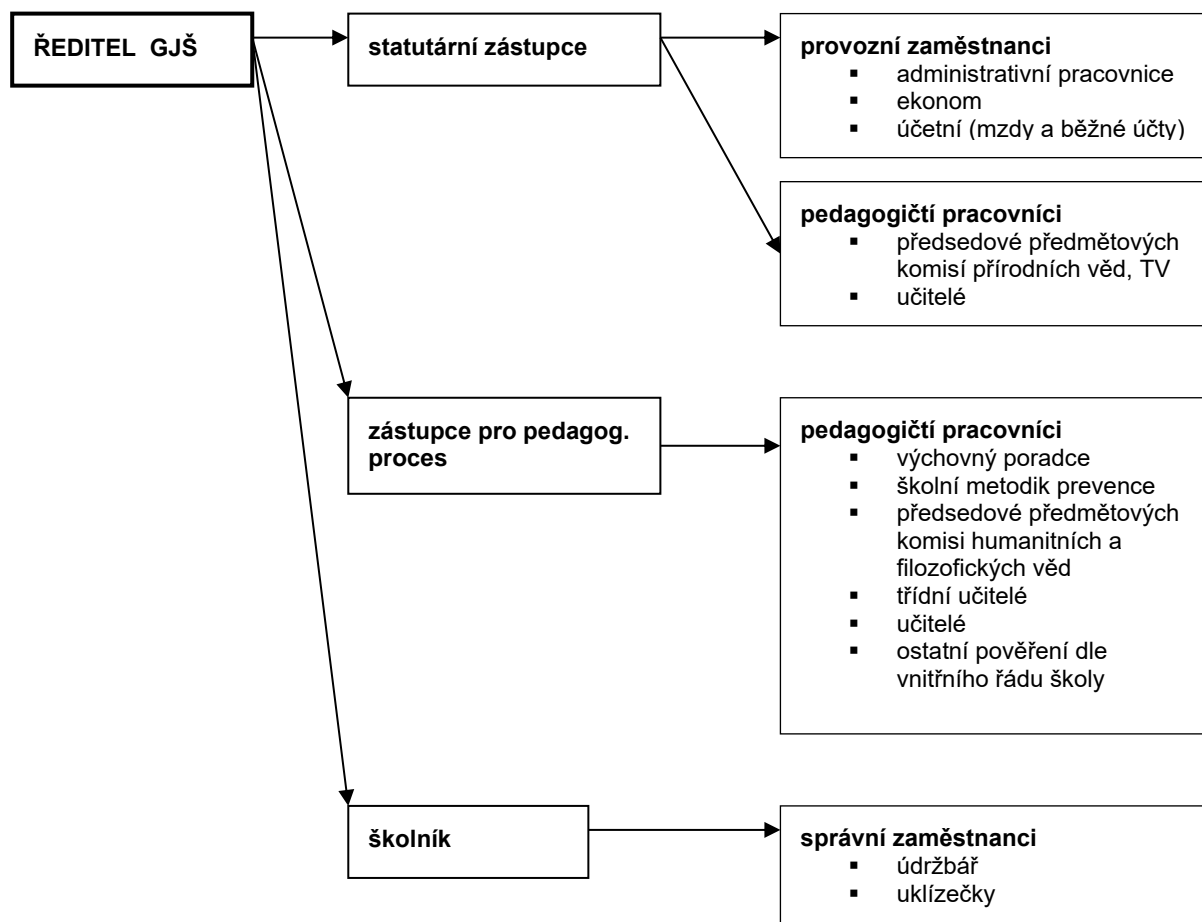 ŘEDITEL GJŠ
statutární zástupce
provozní zaměstnanci
▪ administrativní pracovnice
▪ ekonom
▪ účetní (mzdy a běžné účty)
pedagogičtí pracovníci
▪ předsedové předmětových
komisí přírodních věd, TV
▪ učitelé
zástupce pro pedagog.
proces
pedagogičtí pracovníci
▪ výchovný poradce
▪ školní metodik prevence
▪ předsedové předmětových
komisi humanitních a
filozofických věd
▪ třídní učitelé
▪ učitelé
▪ ostatní pověření dle
vnitřního řádu školy
školník
správní zaměstnanci
▪ údržbář
▪ uklízečky